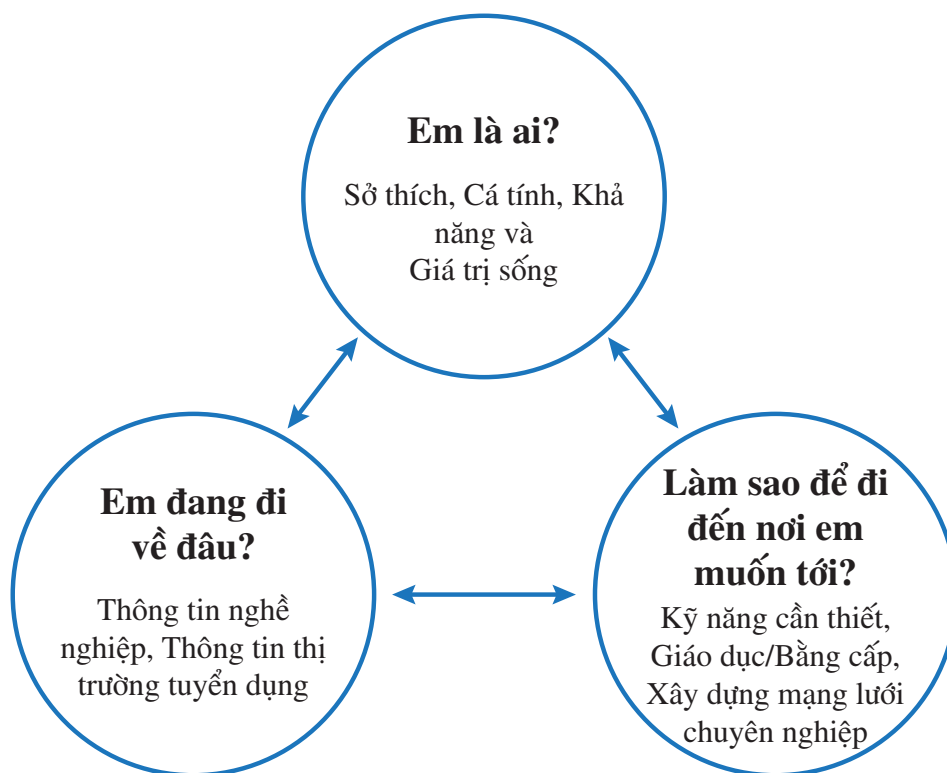 Em là ai?
Sở thích, Cá tính, Khả
năng và
Giá trị sống
Em đang đi
về đâu?
Thông tin nghề
nghiệp, Thông tin thị
trường tuyển dụng
Làm sao để đi
đến nơi em
muốn tới?
Kỹ năng cần thiết,
Giáo dục/Bằng cấp,
Xây dựng mạng lưới
chuyên nghiệp